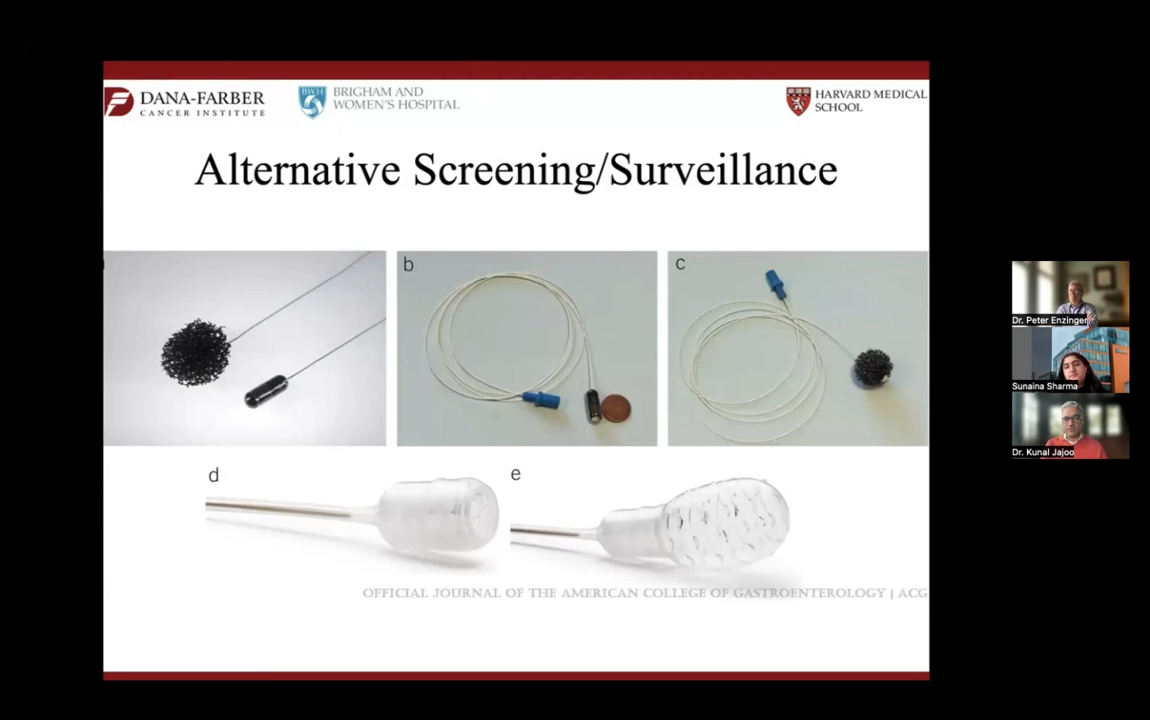 DANA-FARBER
CANCER INSTITUTE
BWH
BRIGHAM AND
WOMEN'S HOSPITAL
HARVARD MEDICAL
SCHOOL
Alternative Screening/Surveillance
b
c
d
e
OFFICIAL JOURNAL OF THE AMERICAN COLLEGE OF GASTROENTEROLOGY | ACG
Dr. Peter Enzinger
Sunaina Sharma
Dr. Kunal Jajoo